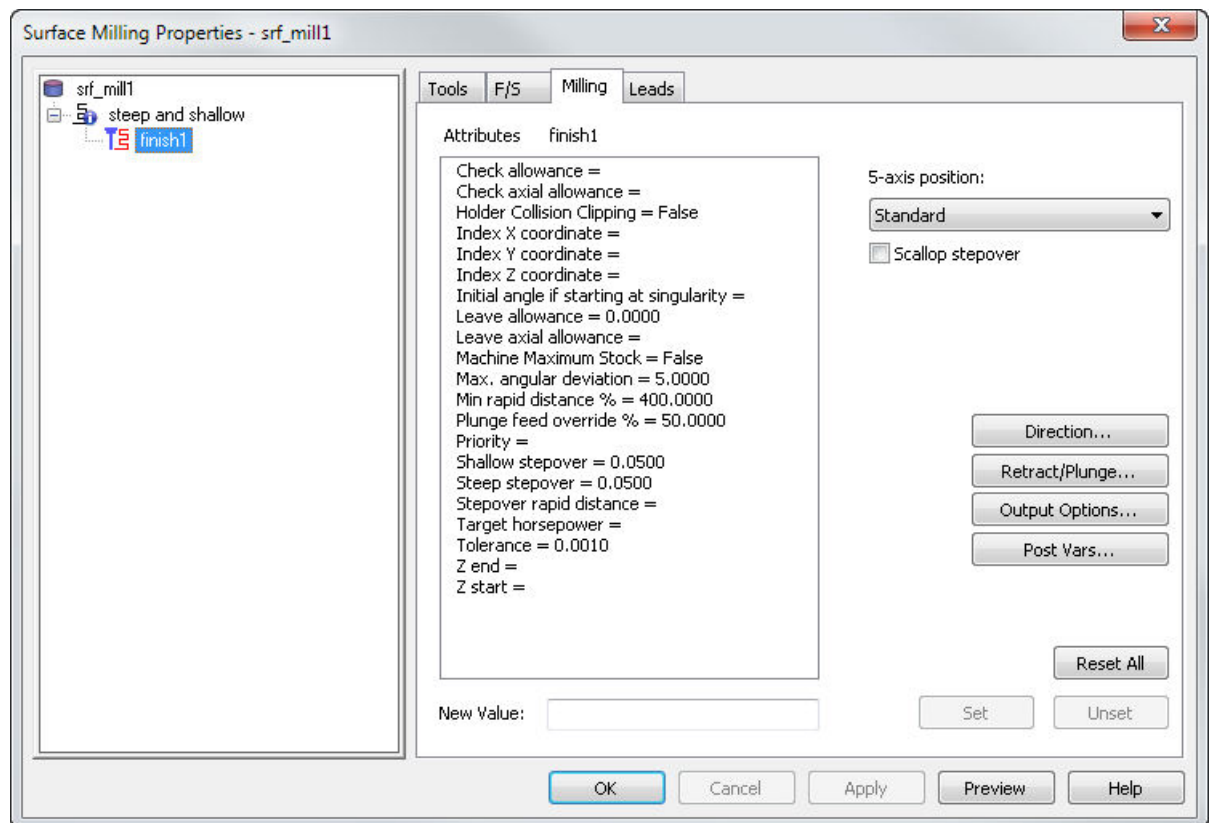 Surface Milling Properties - srf_mill1
srf_mill1
steep and shallow
finish1
Tools F/S Milling Leads
Attributes finish1
Check allowance =
Check axial allowance =
Holder Collision Clipping = False
Index X coordinate =
Index Y coordinate =
Index Z coordinate =
Initial angle if starting at singularity =
Leave allowance = 0.0000
Leave axial allowance =
Machine Maximum Stock = False
Max. angular deviation = 5.0000
Min rapid distance % = 400.0000
Plunge feed override % = 50.0000
Priority =
Shallow stepover = 0.0500
Steep stepover = 0.0500
Stepover rapid distance =
Target horsepower =
Tolerance = 0.0010
Z end =
Z start =
5-axis position:
Standard
Scallop stepover
Direction...
Retract/Plunge...
Output Options...
Post Vars...
Reset All
New Value:
Set Unset
OK Cancel Apply Preview Help